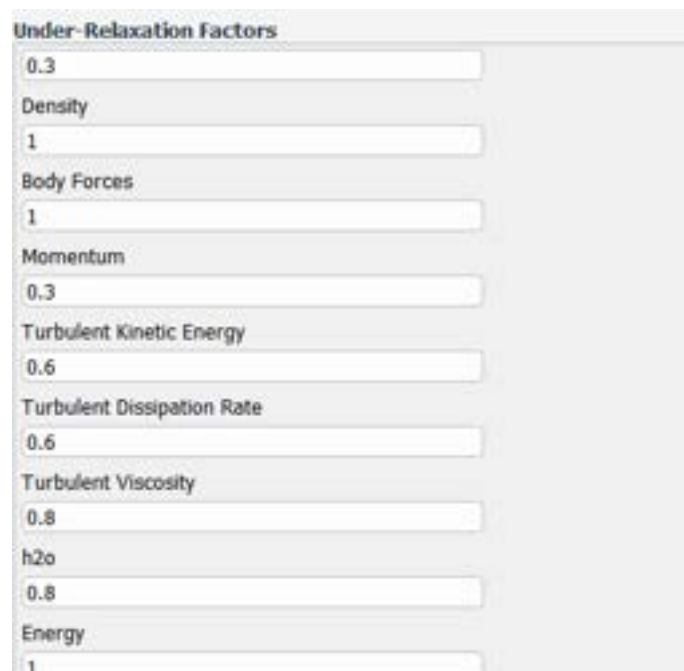 Under-Relaxation Factors
0.3
Density
1
Body Forces
1
Momentum
0.3
Turbulent Kinetic Energy
0.6
Turbulent Dissipation Rate
0.6
Turbulent Viscosity
0.8
h2o
0.8
Energy
1